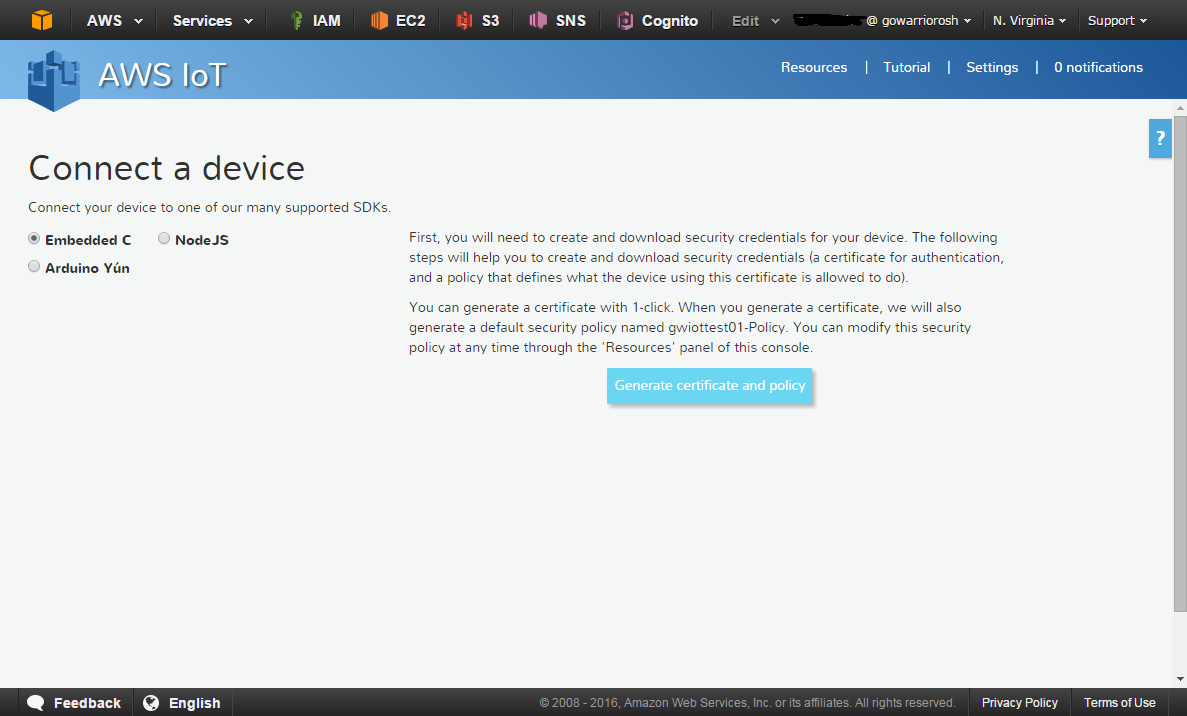 AWS Services IAM EC2 S3 SNS Cognito Edit @ gowarriorosh N. Virginia Support
AWS IoT
Resources | Tutorial | Settings | 0 notifications
?
Connect a device
Connect your device to one of our many supported SDKs.
Embedded C NodeJS
Arduino Yún
First, you will need to create and download security credentials for your device. The following
steps will help you to create and download security credentials (a certificate for authentication,
and a policy that defines what the device using this certificate is allowed to do).
You can generate a certificate with 1-click. When you generate a certificate, we will also
generate a default security policy named gwiottest01-Policy. You can modify this security
policy at any time through the 'Resources' panel of this console.
Generate certificate and policy
Feedback English © 2008 - 2016, Amazon Web Services, Inc. or its affiliates. All rights reserved. Privacy Policy Terms of Use